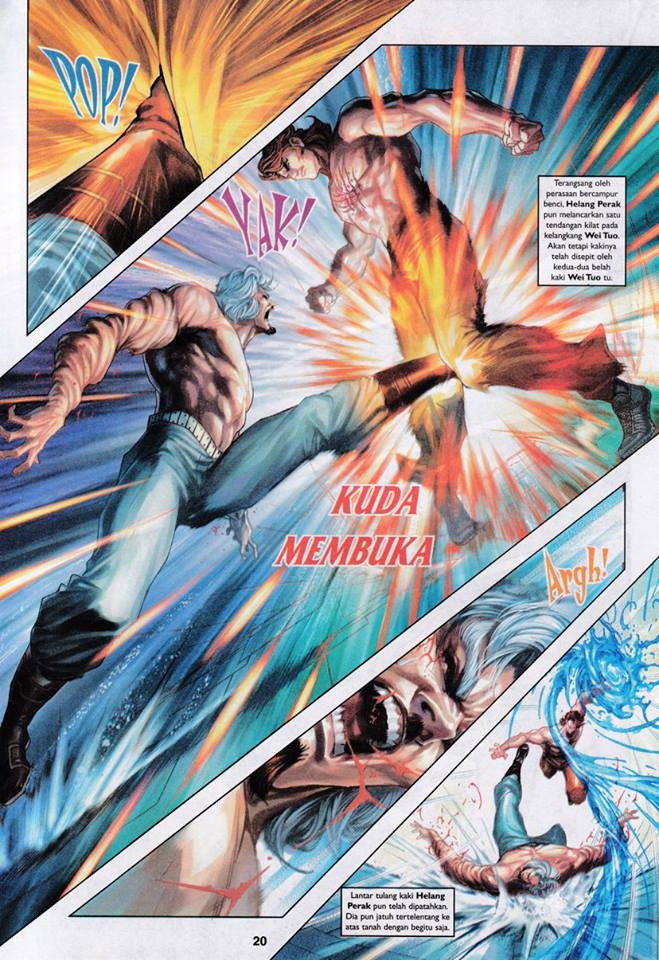 POP!
YAK!
Terangsang oleh
perasaan bercampur
benci, Helang Perak
pun melancarkan satu
tendangan kilat pada
kelangkang Wei Tuo.
Akan tetapi kakinya
telah disepit oleh
kedua-dua belah
kaki Wei Tuo tu.
KUDA
MEMBUKA
Argh!
Lantar tulang kaki Helang
Perak pun telah dipatahkan.
Dia pun jatuh tertelentang ke
atas tanah dengan begitu saja.
20